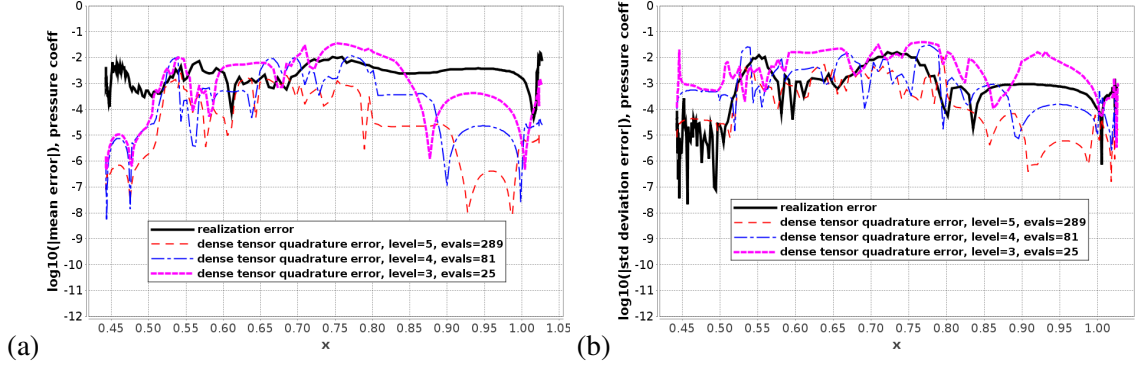 log10(|mean error|), pressure coeff
0
-1
-2
-3
-4
-5
-6
-7
-8
-9
-10
-11
-12
realization error
dense tensor quadrature error, level=5, evals=289
dense tensor quadrature error, level=4, evals=81
dense tensor quadrature error, level=3, evals=25
0.45 0.50 0.55 0.60 0.65 0.70 0.75 0.80 0.85 0.90 0.95 1.00 1.05
x
(a)
log10(|std deviation error|), pressure coeff
0
-1
-2
-3
-4
-5
-6
-7
-8
-9
-10
-11
-12
realization error
dense tensor quadrature error, level=5, evals=289
dense tensor quadrature error, level=4, evals=81
dense tensor quadrature error, level=3, evals=25
0.45 0.50 0.55 0.60 0.65 0.70 0.75 0.80 0.85 0.90 0.95 1.00
x
(b)